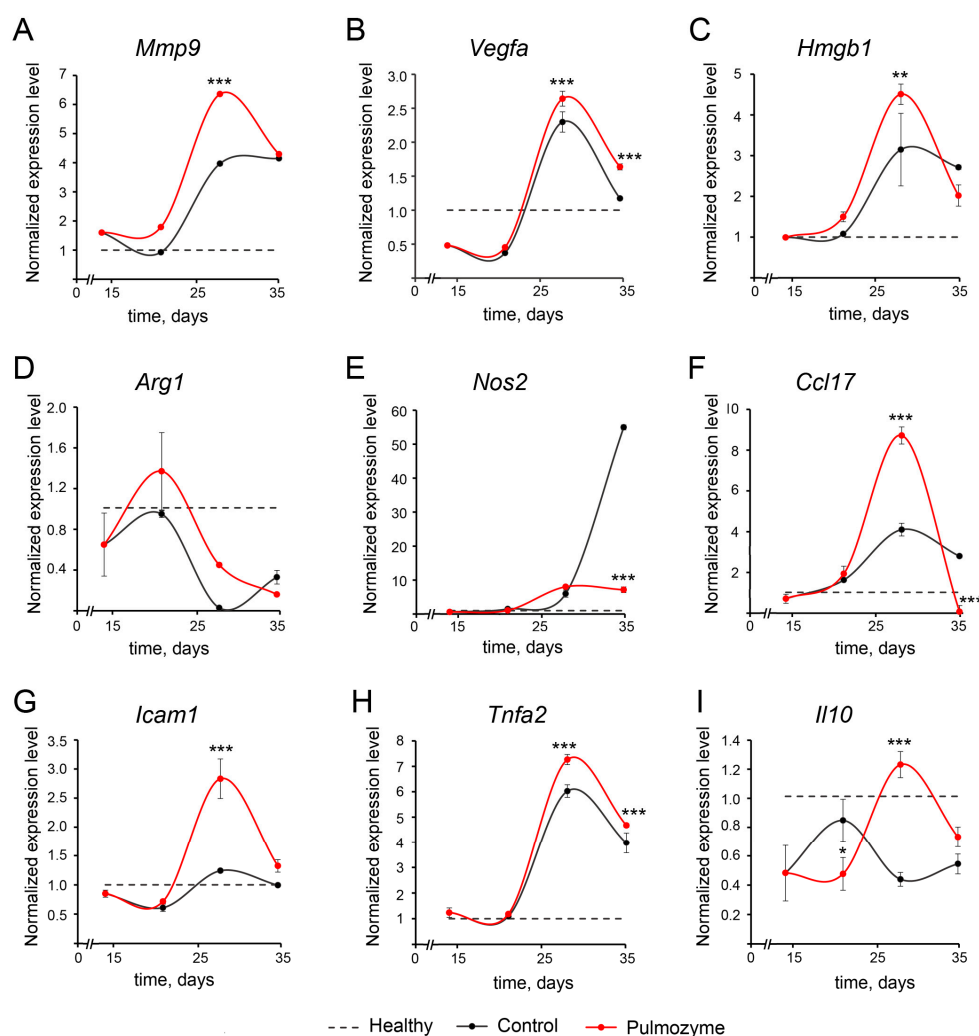 A
Mmp9
Normalized expression level
7
6
5
4
3
2
1
0
15
25
35
***
time, days
B
Vegfa
Normalized expression level
3.0
2.5
2.0
1.5
1.0
0.5
0
15
25
35
***
***
time, days
C
Hmgb1
Normalized expression level
5
4
3
2
1
0
15
25
35
**
time, days
D
Arg1
Normalized expression level
2.0
1.6
1.2
0.8
0.4
0
15
25
35
time, days
E
Nos2
Normalized expression level
60
50
40
30
20
10
0
15
25
35
***
time, days
F
Ccl17
Normalized expression level
10
8
6
4
2
0
15
25
35
***
***
time, days
G
Icam1
Normalized expression level
3.5
3.0
2.5
2.0
1.5
1.0
0.5
0
15
25
35
***
time, days
H
Tnfa2
Normalized expression level
8
7
6
5
4
3
2
1
0
15
25
35
***
***
time, days
I
Il10
Normalized expression level
1.4
1.2
1.0
0.8
0.6
0.4
0.2
0
15
25
35
***
*
time, days
Healthy Control Pulmozyme